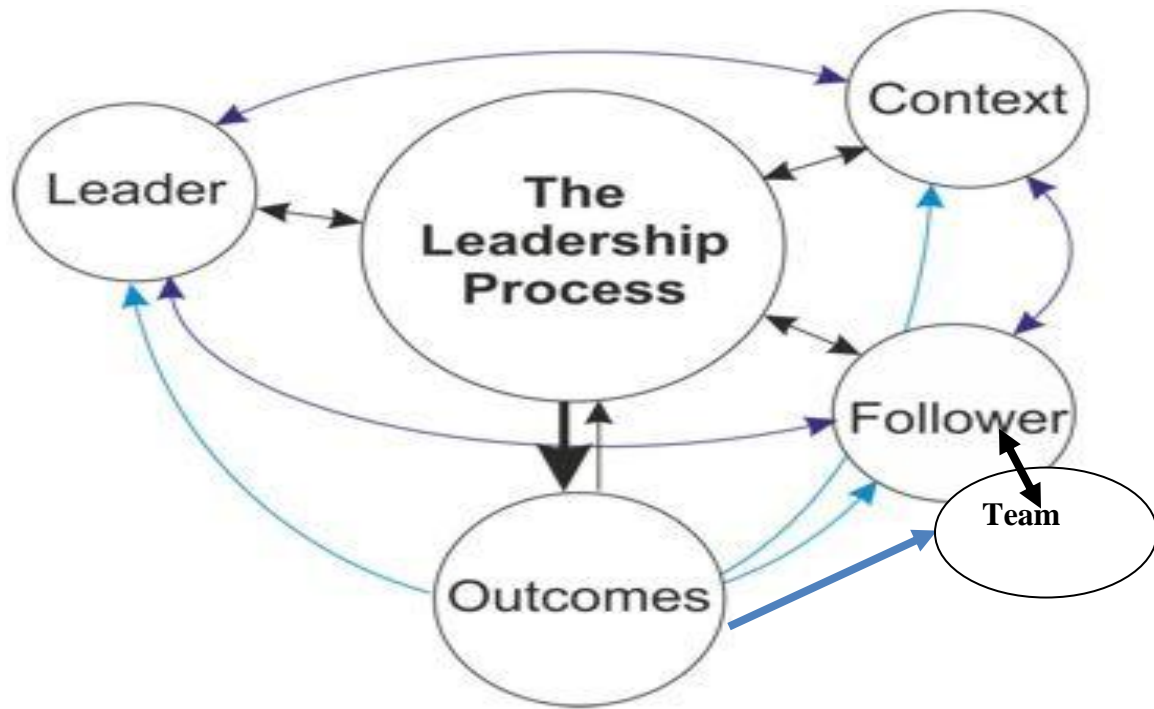 Context
Leader
The
Leadership
Process
Follower
Team
Outcomes